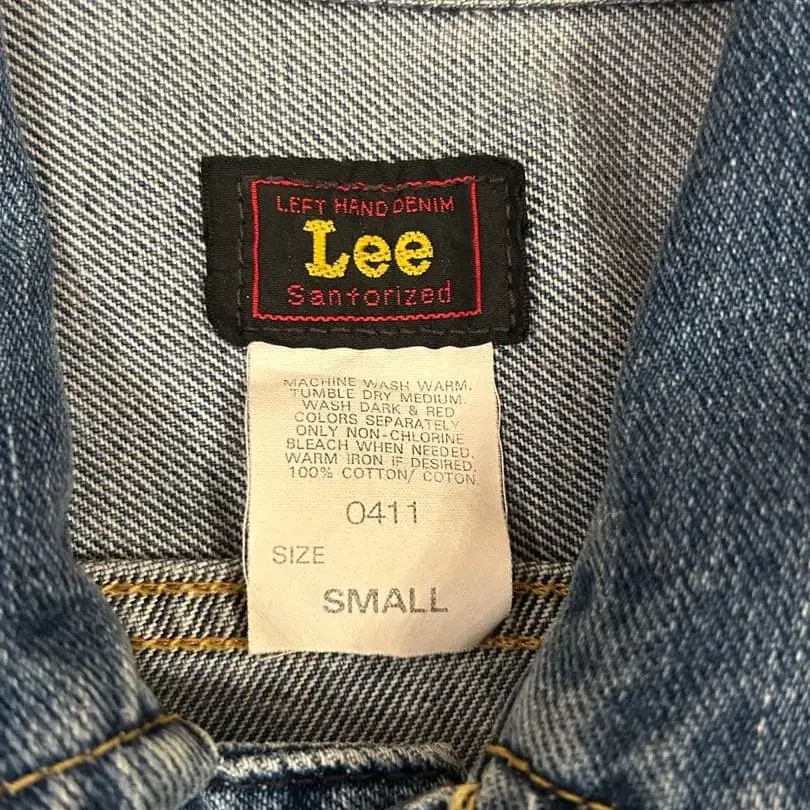 LEFT HAND DENIM
Lee
Sanforized
MACHINE WASH WARM.
TUMBLE DRY MEDIUM.
WASH DARK & RED
COLORS SEPARATELY
ONLY NON-CHLORINE
BLEACH WHEN NEEDED.
WARM IRON IF DESIRED.
100% COTTON/ COTON.
0411
SIZE
SMALL